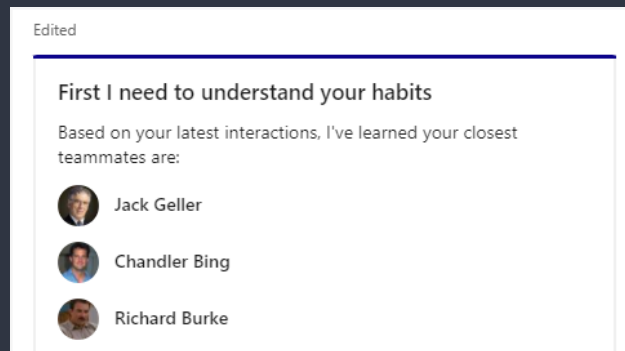 Edited
First I need to understand your habits
Based on your latest interactions, I've learned your closest
teammates are:
Jack Geller
Chandler Bing
Richard Burke